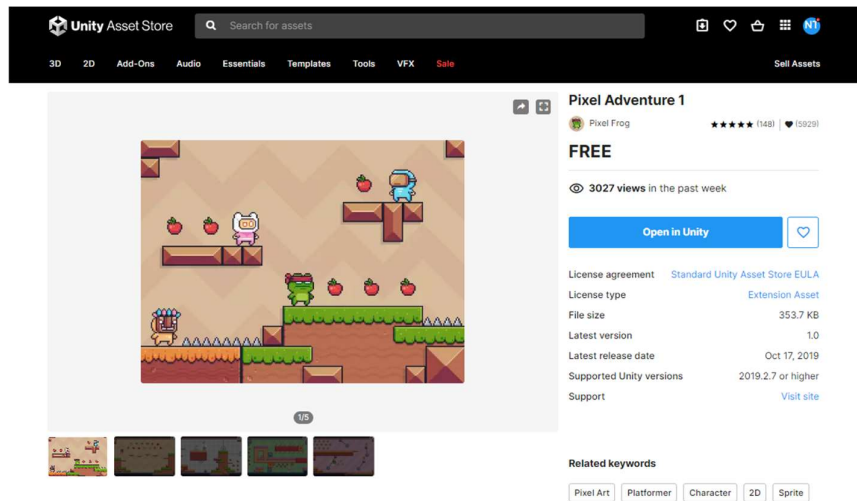 Unity Asset Store
Search for assets
NT
3D 2D Add-Ons Audio Essentials Templates Tools VFX Sale Sell Assets
Pixel Adventure 1
Pixel Frog ★★★★★ (148) | ♥ (5929)
FREE
3027 views in the past week
Open in Unity
License agreement Standard Unity Asset Store EULA
License type Extension Asset
File size 353.7 KB
Latest version 1.0
Latest release date Oct 17, 2019
Supported Unity versions 2019.2.7 or higher
Support Visit site
1/5
Related keywords
Pixel Art Platformer Character 2D Sprite